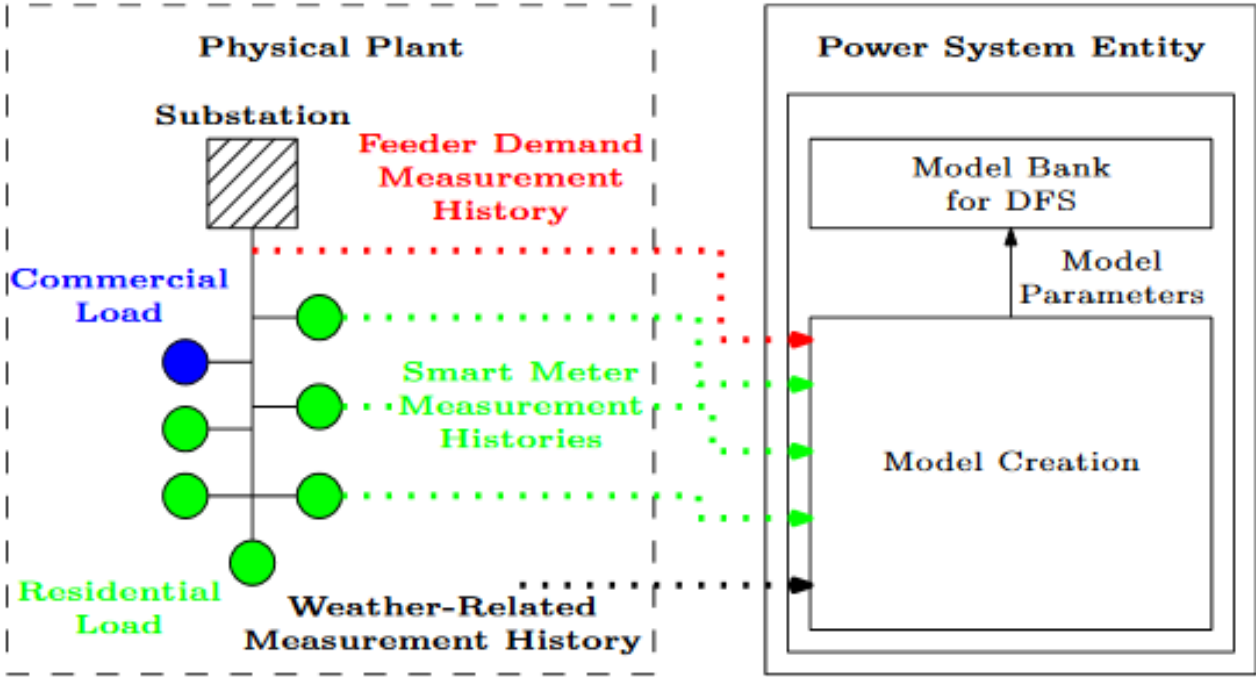 Physical Plant
Substation
Feeder Demand
Measurement
History
Commercial
Load
Smart Meter
Measurement
Histories
Residential
Load
Weather-Related
Measurement History
Power System Entity
Model Bank
for DFS
Model
Parameters
Model Creation